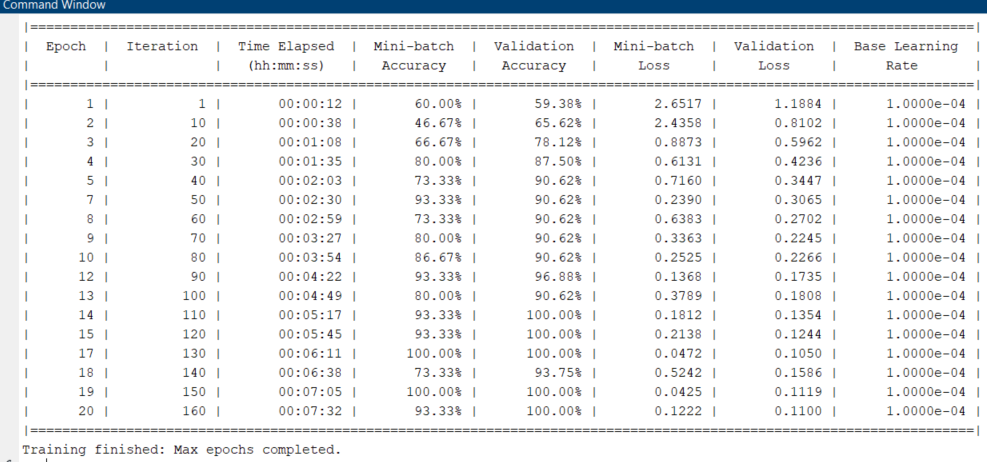 Command Window
|======================================================================================================================|
| Epoch | Iteration | Time Elapsed | Mini-batch | Validation | Mini-batch | Validation | Base Learning |
| | | (hh:mm:ss) | Accuracy | Accuracy | Loss | Loss | Rate |
|======================================================================================================================|
| 1 | 1 | 00:00:12 | 60.00% | 59.38% | 2.6517 | 1.1884 | 1.0000e-04 |
| 2 | 10 | 00:00:38 | 46.67% | 65.62% | 2.4358 | 0.8102 | 1.0000e-04 |
| 3 | 20 | 00:01:08 | 66.67% | 78.12% | 0.8873 | 0.5962 | 1.0000e-04 |
| 4 | 30 | 00:01:35 | 80.00% | 87.50% | 0.6131 | 0.4236 | 1.0000e-04 |
| 5 | 40 | 00:02:03 | 73.33% | 90.62% | 0.7160 | 0.3447 | 1.0000e-04 |
| 7 | 50 | 00:02:30 | 93.33% | 90.62% | 0.2390 | 0.3065 | 1.0000e-04 |
| 8 | 60 | 00:02:59 | 73.33% | 90.62% | 0.6383 | 0.2702 | 1.0000e-04 |
| 9 | 70 | 00:03:27 | 80.00% | 90.62% | 0.3363 | 0.2245 | 1.0000e-04 |
| 10 | 80 | 00:03:54 | 86.67% | 90.62% | 0.2525 | 0.2266 | 1.0000e-04 |
| 12 | 90 | 00:04:22 | 93.33% | 96.88% | 0.1368 | 0.1735 | 1.0000e-04 |
| 13 | 100 | 00:04:49 | 80.00% | 90.62% | 0.3789 | 0.1808 | 1.0000e-04 |
| 14 | 110 | 00:05:17 | 93.33% | 100.00% | 0.1812 | 0.1354 | 1.0000e-04 |
| 15 | 120 | 00:05:45 | 93.33% | 100.00% | 0.2138 | 0.1244 | 1.0000e-04 |
| 17 | 130 | 00:06:11 | 100.00% | 100.00% | 0.0472 | 0.1050 | 1.0000e-04 |
| 18 | 140 | 00:06:38 | 73.33% | 93.75% | 0.5242 | 0.1586 | 1.0000e-04 |
| 19 | 150 | 00:07:05 | 100.00% | 100.00% | 0.0425 | 0.1119 | 1.0000e-04 |
| 20 | 160 | 00:07:32 | 93.33% | 100.00% | 0.1222 | 0.1100 | 1.0000e-04 |
|======================================================================================================================|
Training finished: Max epochs completed.